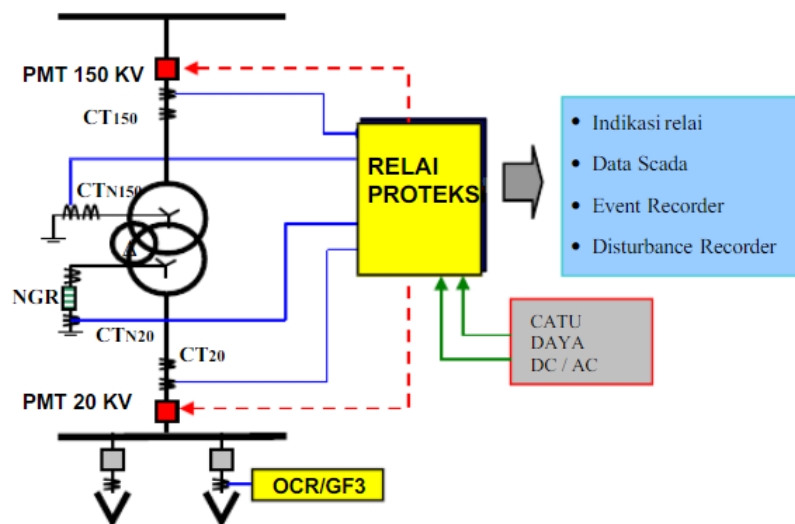 PMT 150 KV
CT150
CTN150
RELAI
PROTEKS
• Indikasi relai
• Data Scada
• Event Recorder
• Disturbance Recorder
Δ
NGR
CTN20
CT20
CATU
DAYA
DC / AC
PMT 20 KV
OCR/GF3